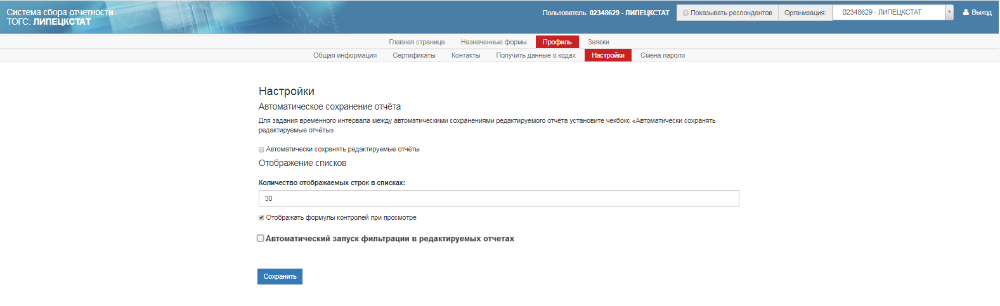 Система сбора отчетности
ТОГС: ЛИПЕЦКСТАТ
Пользователь: 02348629 - ЛИПЕЦКСТАТ
Показывать респондентов
Организация:
02348629 - ЛИПЕЦКСТАТ
Выход
Главная страница Назначенные формы Профиль Заявки
Общая информация Сертификаты Контакты Получить данные о кодах Настройки Смена пароля
Настройки
Автоматическое сохранение отчёта
Для задания временного интервала между автоматическими сохранениями редактируемого отчёта установите чекбокс «Автоматически сохранять
редактируемые отчёты»
Автоматически сохранять редактируемые отчёты
Отображение списков
Количество отображаемых строк в списках:
30
Отображать формулы контролей при просмотре
Автоматический запуск фильтрации в редактируемых отчетах
Сохранить